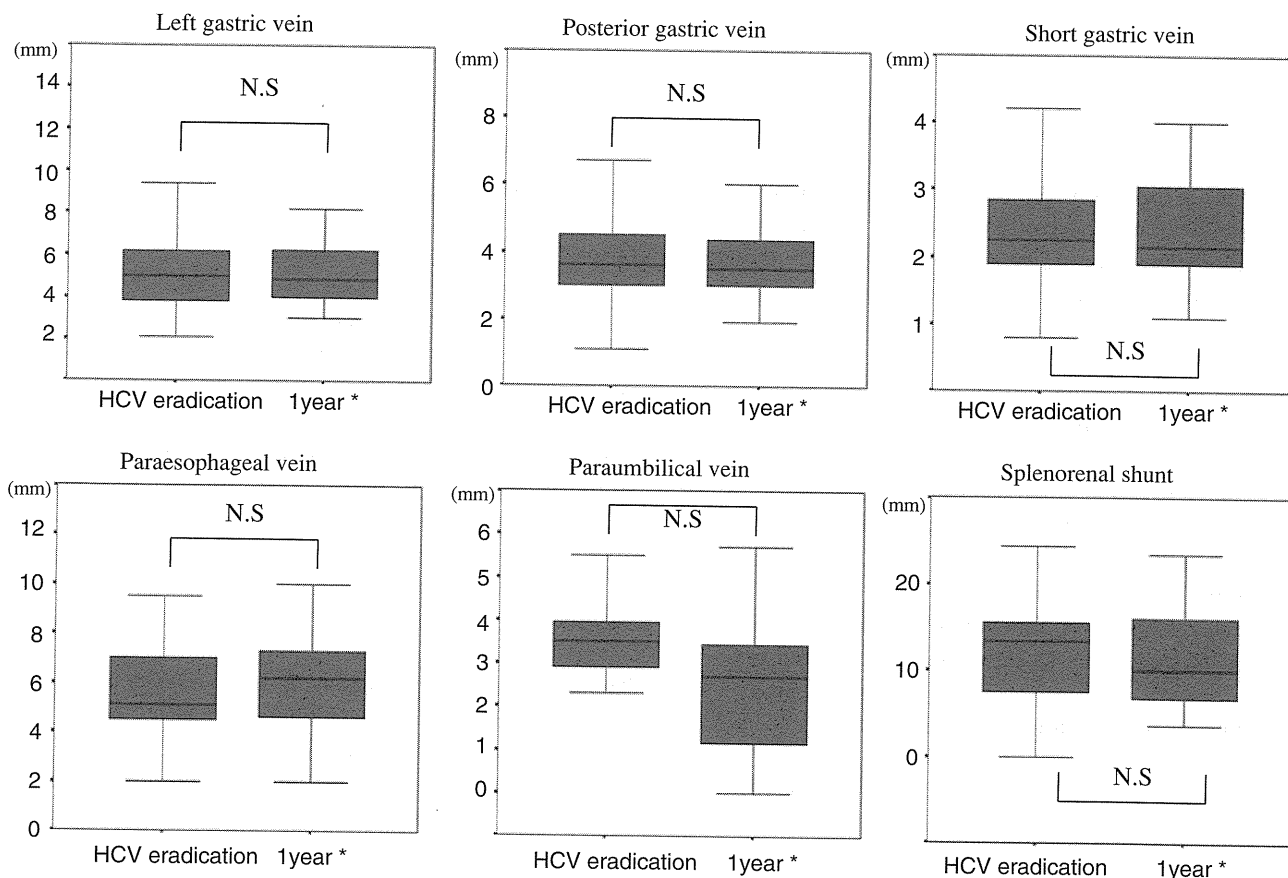 Left gastric vein
(mm)
14
12
10
8
6
4
2
N.S
HCV eradication 1year *
Posterior gastric vein
(mm)
8
6
4
2
0
N.S
HCV eradication 1year *
Short gastric vein
(mm)
4
3
2
1
N.S
HCV eradication 1year *
Paraesophageal vein
(mm)
12
10
8
6
4
2
0
N.S
HCV eradication 1year *
Paraumbilical vein
(mm)
6
5
4
3
2
1
0
N.S
HCV eradication 1year *
Splenorenal shunt
(mm)
20
10
0
N.S
HCV eradication 1year *